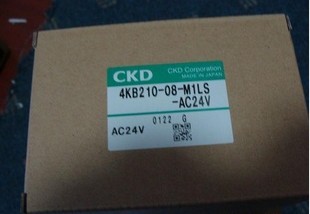 CKD
CKD Corporation
MADE IN JAPAN
4KB210-08-M1LS
-AC24V
0122 G
AC24V